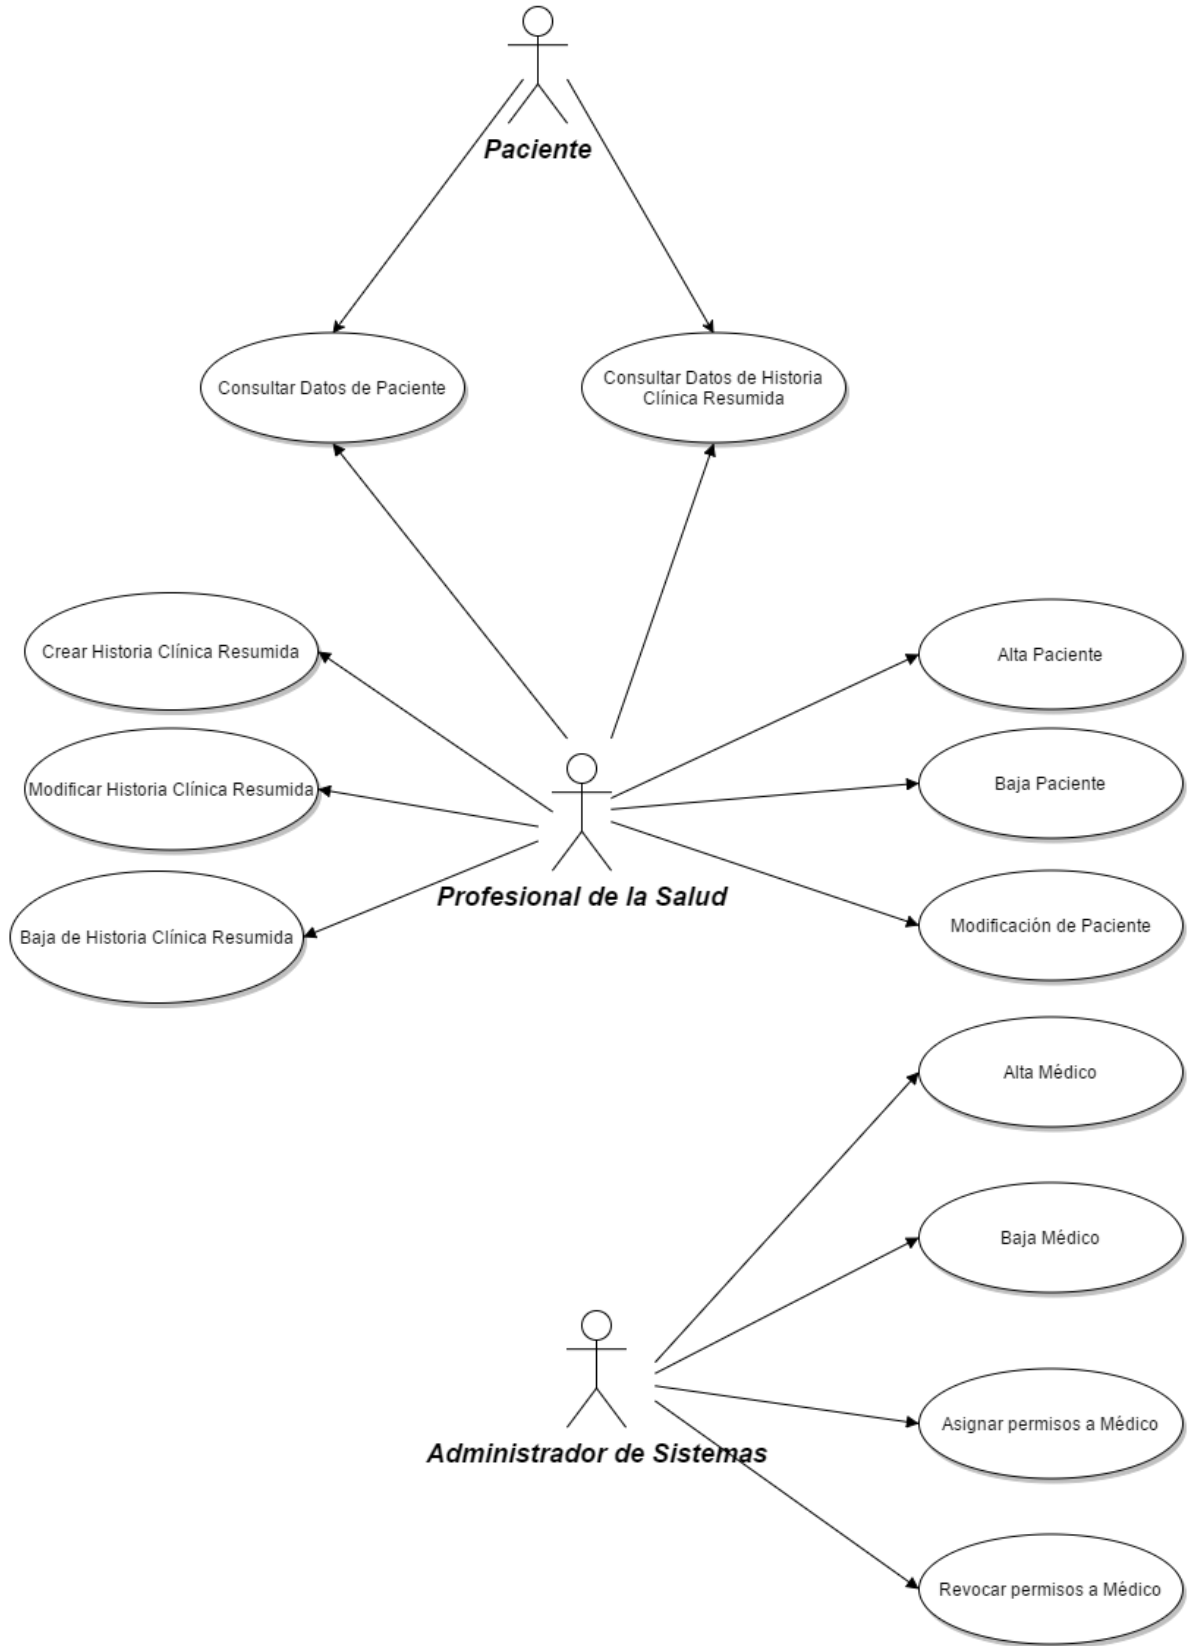 Paciente
Consultar Datos de Paciente
Consultar Datos de Historia
Clínica Resumida
Crear Historia Clínica Resumida
Alta Paciente
Modificar Historia Clínica Resumida
Baja Paciente
Profesional de la Salud
Baja de Historia Clínica Resumida
Modificación de Paciente
Alta Médico
Baja Médico
Administrador de Sistemas
Asignar permisos a Médico
Revocar permisos a Médico